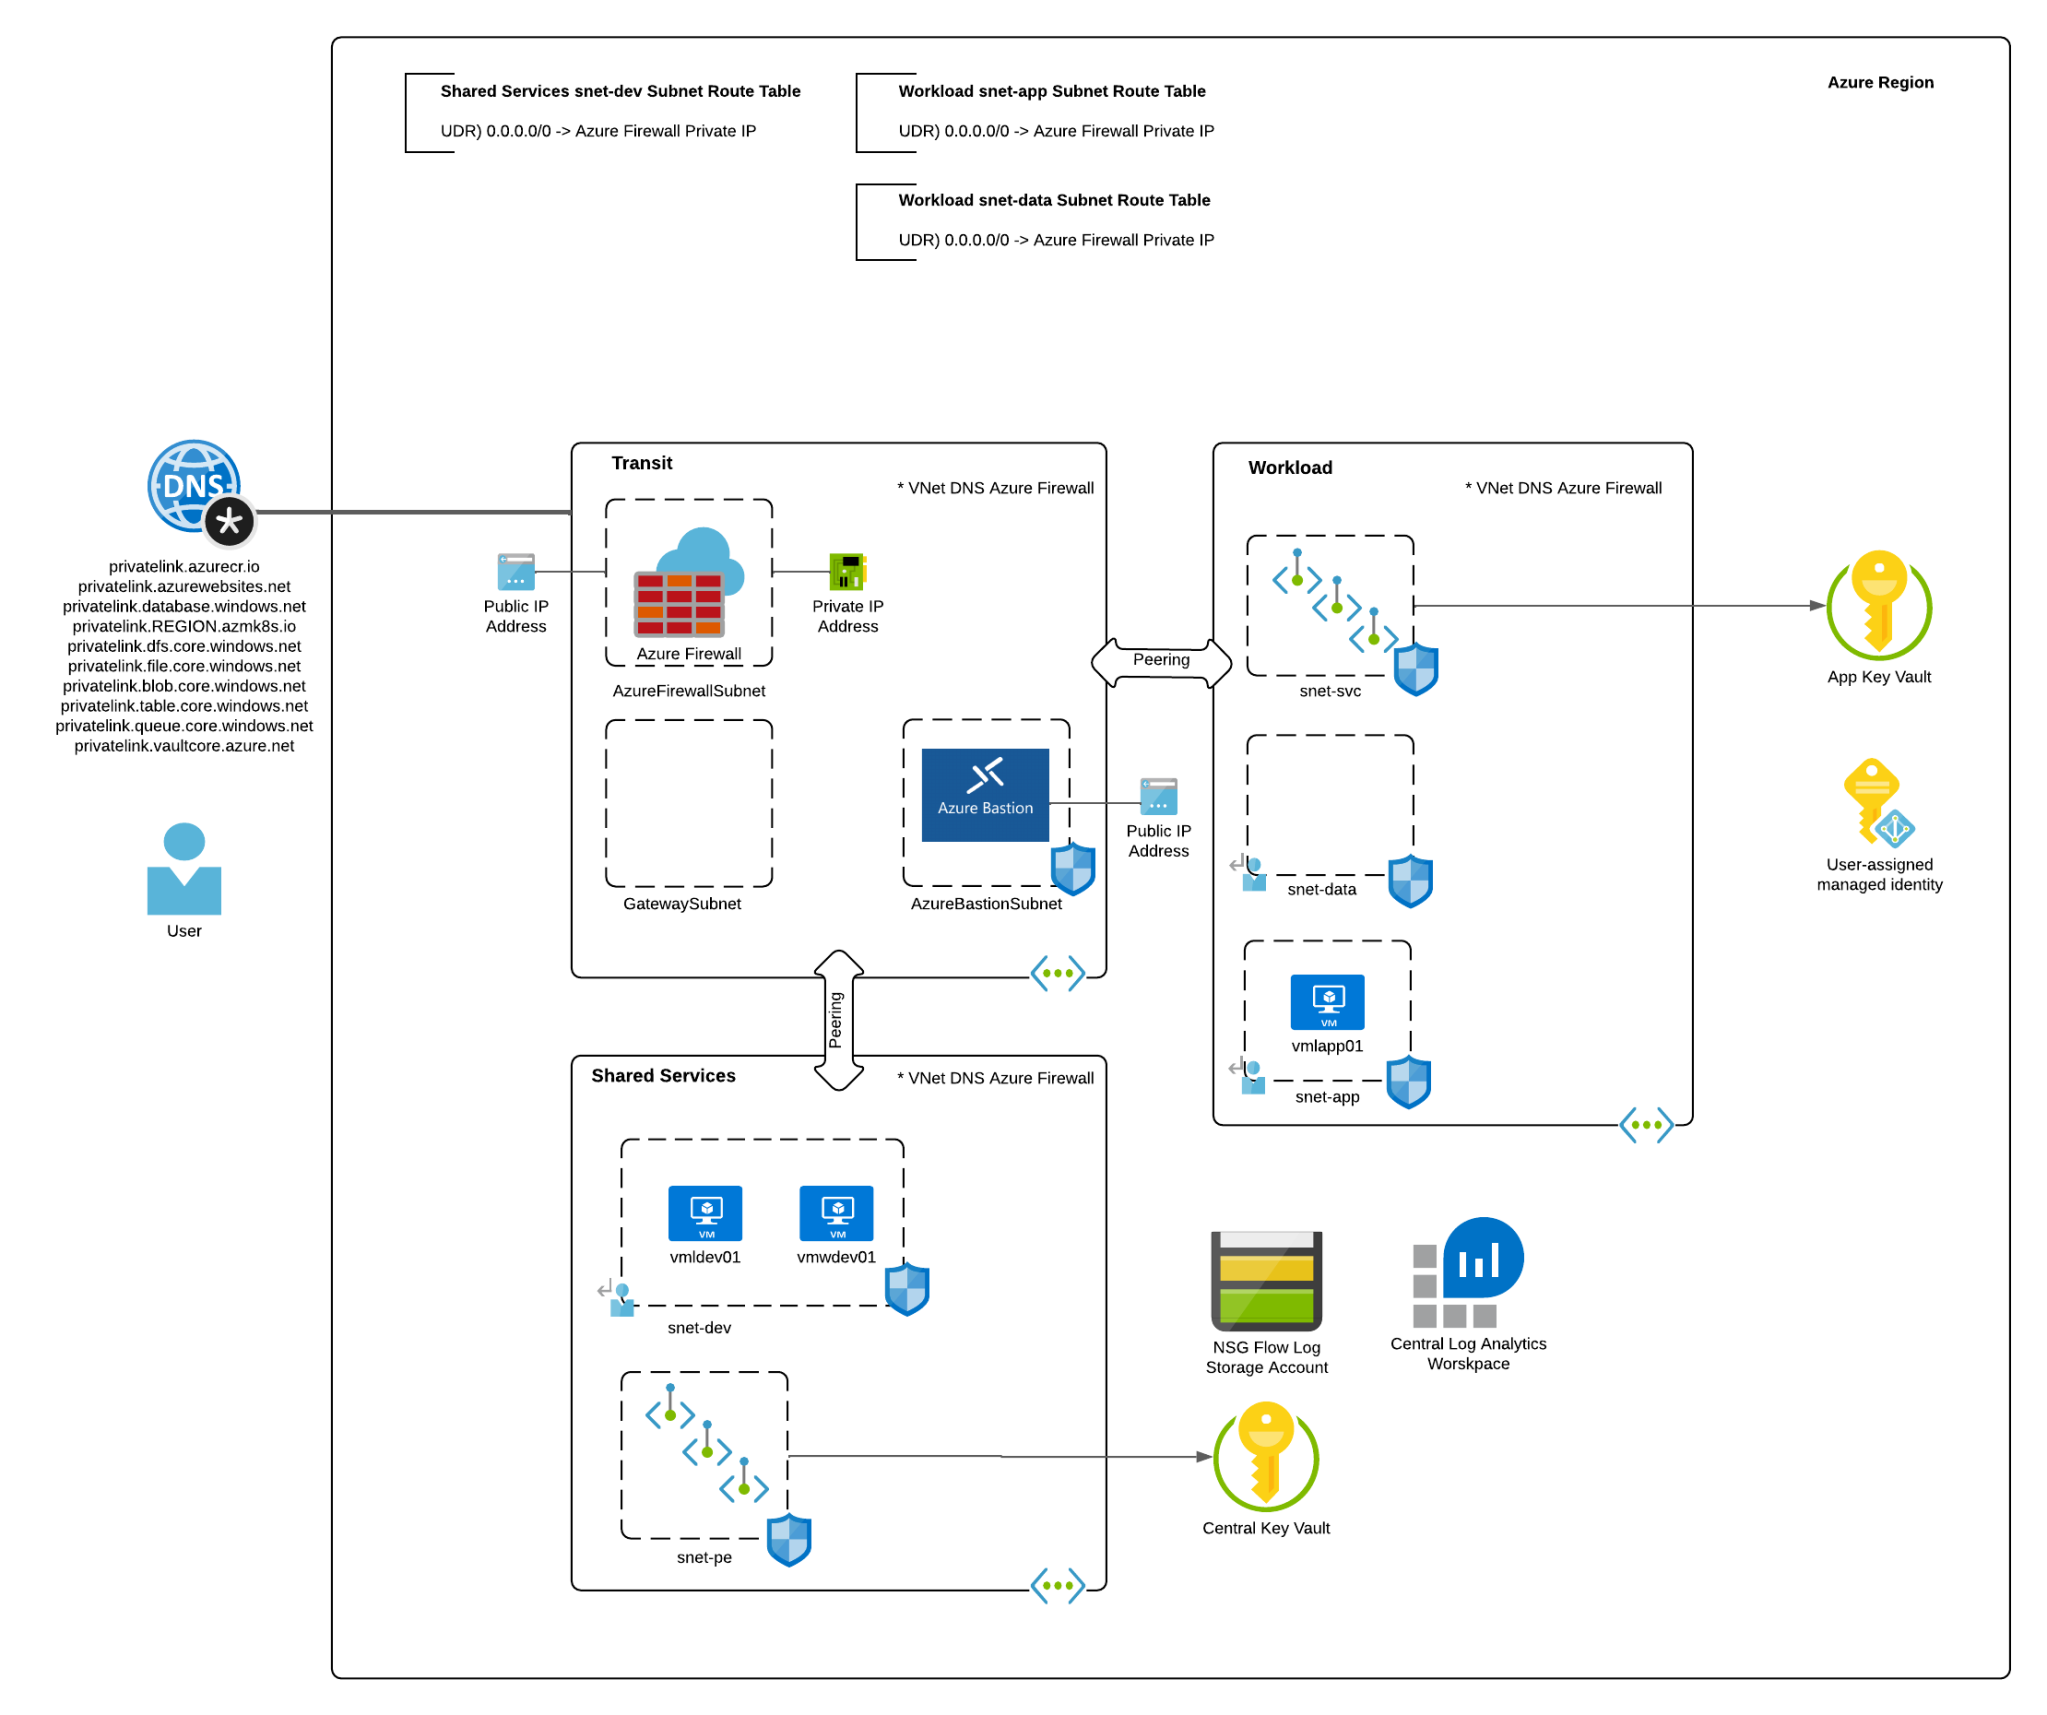 Azure Region
Shared Services snet-dev Subnet Route Table
UDR) 0.0.0.0/0 -> Azure Firewall Private IP
Workload snet-app Subnet Route Table
UDR) 0.0.0.0/0 -> Azure Firewall Private IP
Workload snet-data Subnet Route Table
UDR) 0.0.0.0/0 -> Azure Firewall Private IP
DNS
privatelink.azurecr.io
privatelink.azurewebsites.net
privatelink.database.windows.net
privatelink.REGION.azmk8s.io
privatelink.dfs.core.windows.net
privatelink.file.core.windows.net
privatelink.blob.core.windows.net
privatelink.table.core.windows.net
privatelink.queue.core.windows.net
privatelink.vaultcore.azure.net
User
Transit
* VNet DNS Azure Firewall
Public IP
Address
Azure Firewall
AzureFirewallSubnet
Private IP
Address
GatewaySubnet
Azure Bastion
AzureBastionSubnet
Public IP
Address
Peering
Peering
Workload
* VNet DNS Azure Firewall
snet-svc
snet-data
VM
vmlapp01
snet-app
App Key Vault
User-assigned
managed identity
Shared Services
* VNet DNS Azure Firewall
VM
vmldev01
VM
vmwdev01
snet-dev
snet-pe
NSG Flow Log
Storage Account
Central Log Analytics
Worskpace
Central Key Vault